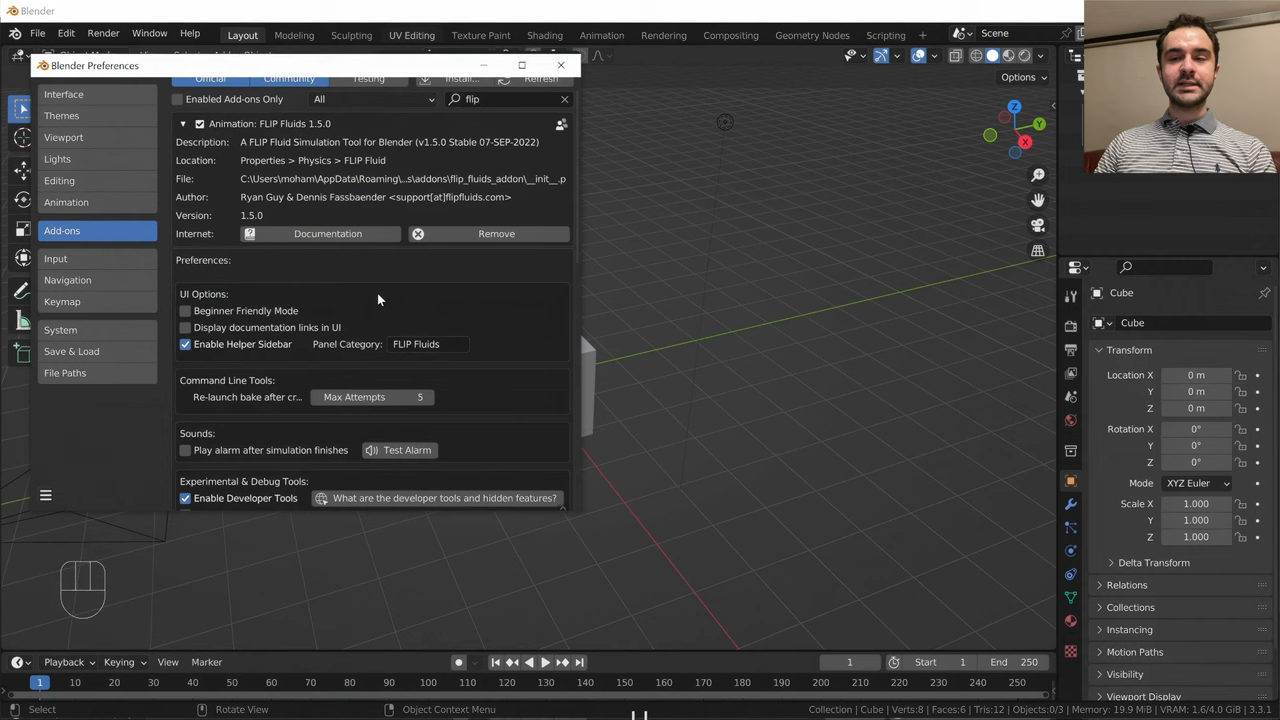 Blender
File Edit Render Window Help Layout Modeling Sculpting UV Editing Texture Paint Shading Animation Rendering Compositing Geometry Nodes Scripting Scene
Blender Preferences
Options
Interface
Themes
Viewport
Lights
Editing
Animation
Add-ons
Input
Navigation
Keymap
System
Save & Load
File Paths
Official Community Testing Install... Refresh
Enabled Add-ons Only All flip
Animation: FLIP Fluids 1.5.0
Description: A FLIP Fluid Simulation Tool for Blender (v1.5.0 Stable 07-SEP-2022)
Location: Properties > Physics > FLIP Fluid
File: C:\Users\moham\AppData\Roaming\...s\addons\flip_fluids_addon\__init__.p
Author: Ryan Guy & Dennis Fassbaender <support[at]flipfluids.com>
Version: 1.5.0
Internet: Documentation Remove
Preferences:
UI Options:
Beginner Friendly Mode
Display documentation links in UI
Enable Helper Sidebar Panel Category: FLIP Fluids
Command Line Tools:
Re-launch bake after cr... Max Attempts 5
Sounds:
Play alarm after simulation finishes Test Alarm
Experimental & Debug Tools:
Enable Developer Tools What are the developer tools and hidden features?
Z
Y
X
Cube
Cube
Transform
Location X 0 m
Y 0 m
Z 0 m
Rotation X 0°
Y 0°
Z 0°
Mode XYZ Euler
Scale X 1.000
Y 1.000
Z 1.000
Delta Transform
Relations
Collections
Instancing
Motion Paths
Visibility
Viewport Display
Playback Keying View Marker 1 Start 1 End 250
1 10 20 30 40 50 60 70 80 90 100 110 120 130 140 150 160 170 180 190 200 210 220 230 240 250
Select Rotate View Object Context Menu Collection | Cube | Verts:8 | Faces:6 | Tris:12 | Objects:0/3 | Memory: 19.9 MiB | VRAM: 1.6/4.0 GiB | 3.3.1